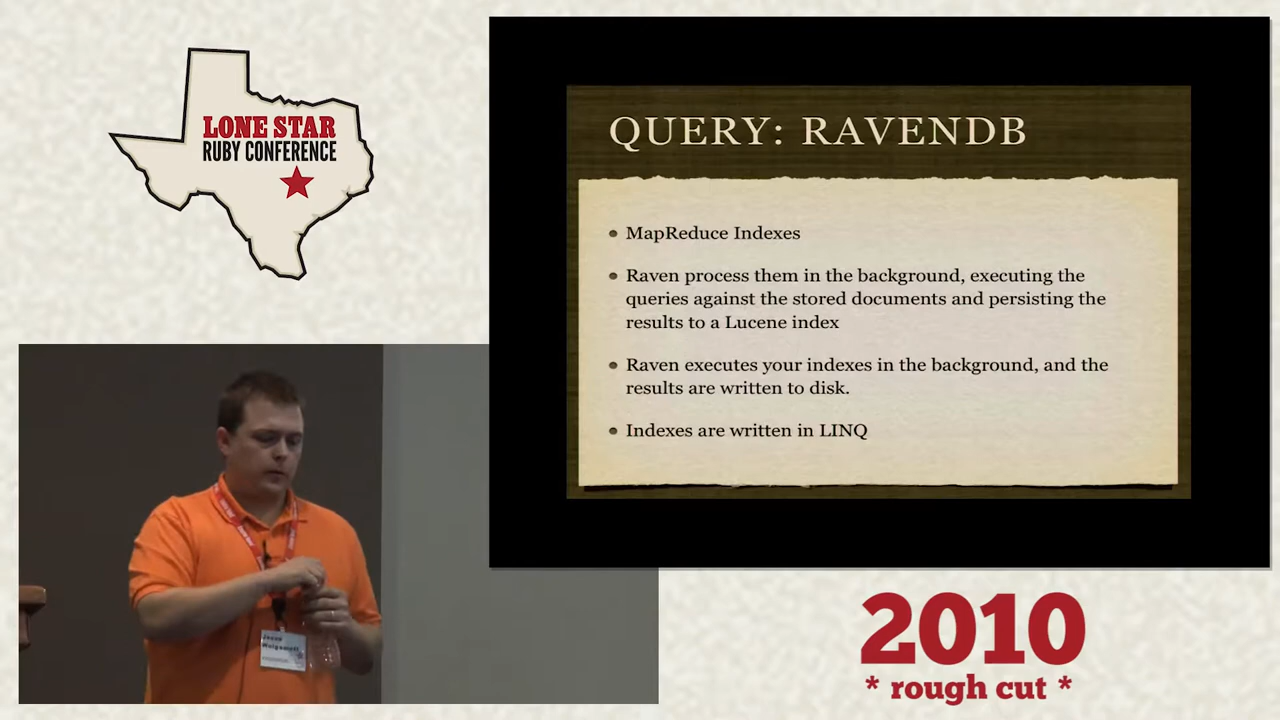 LONE STAR
RUBY CONFERENCE
QUERY: RAVENDB
MapReduce Indexes
Raven process them in the background, executing the
queries against the stored documents and persisting the
results to a Lucene index
Raven executes your indexes in the background, and the
results are written to disk.
Indexes are written in LINQ
2010
* rough cut *